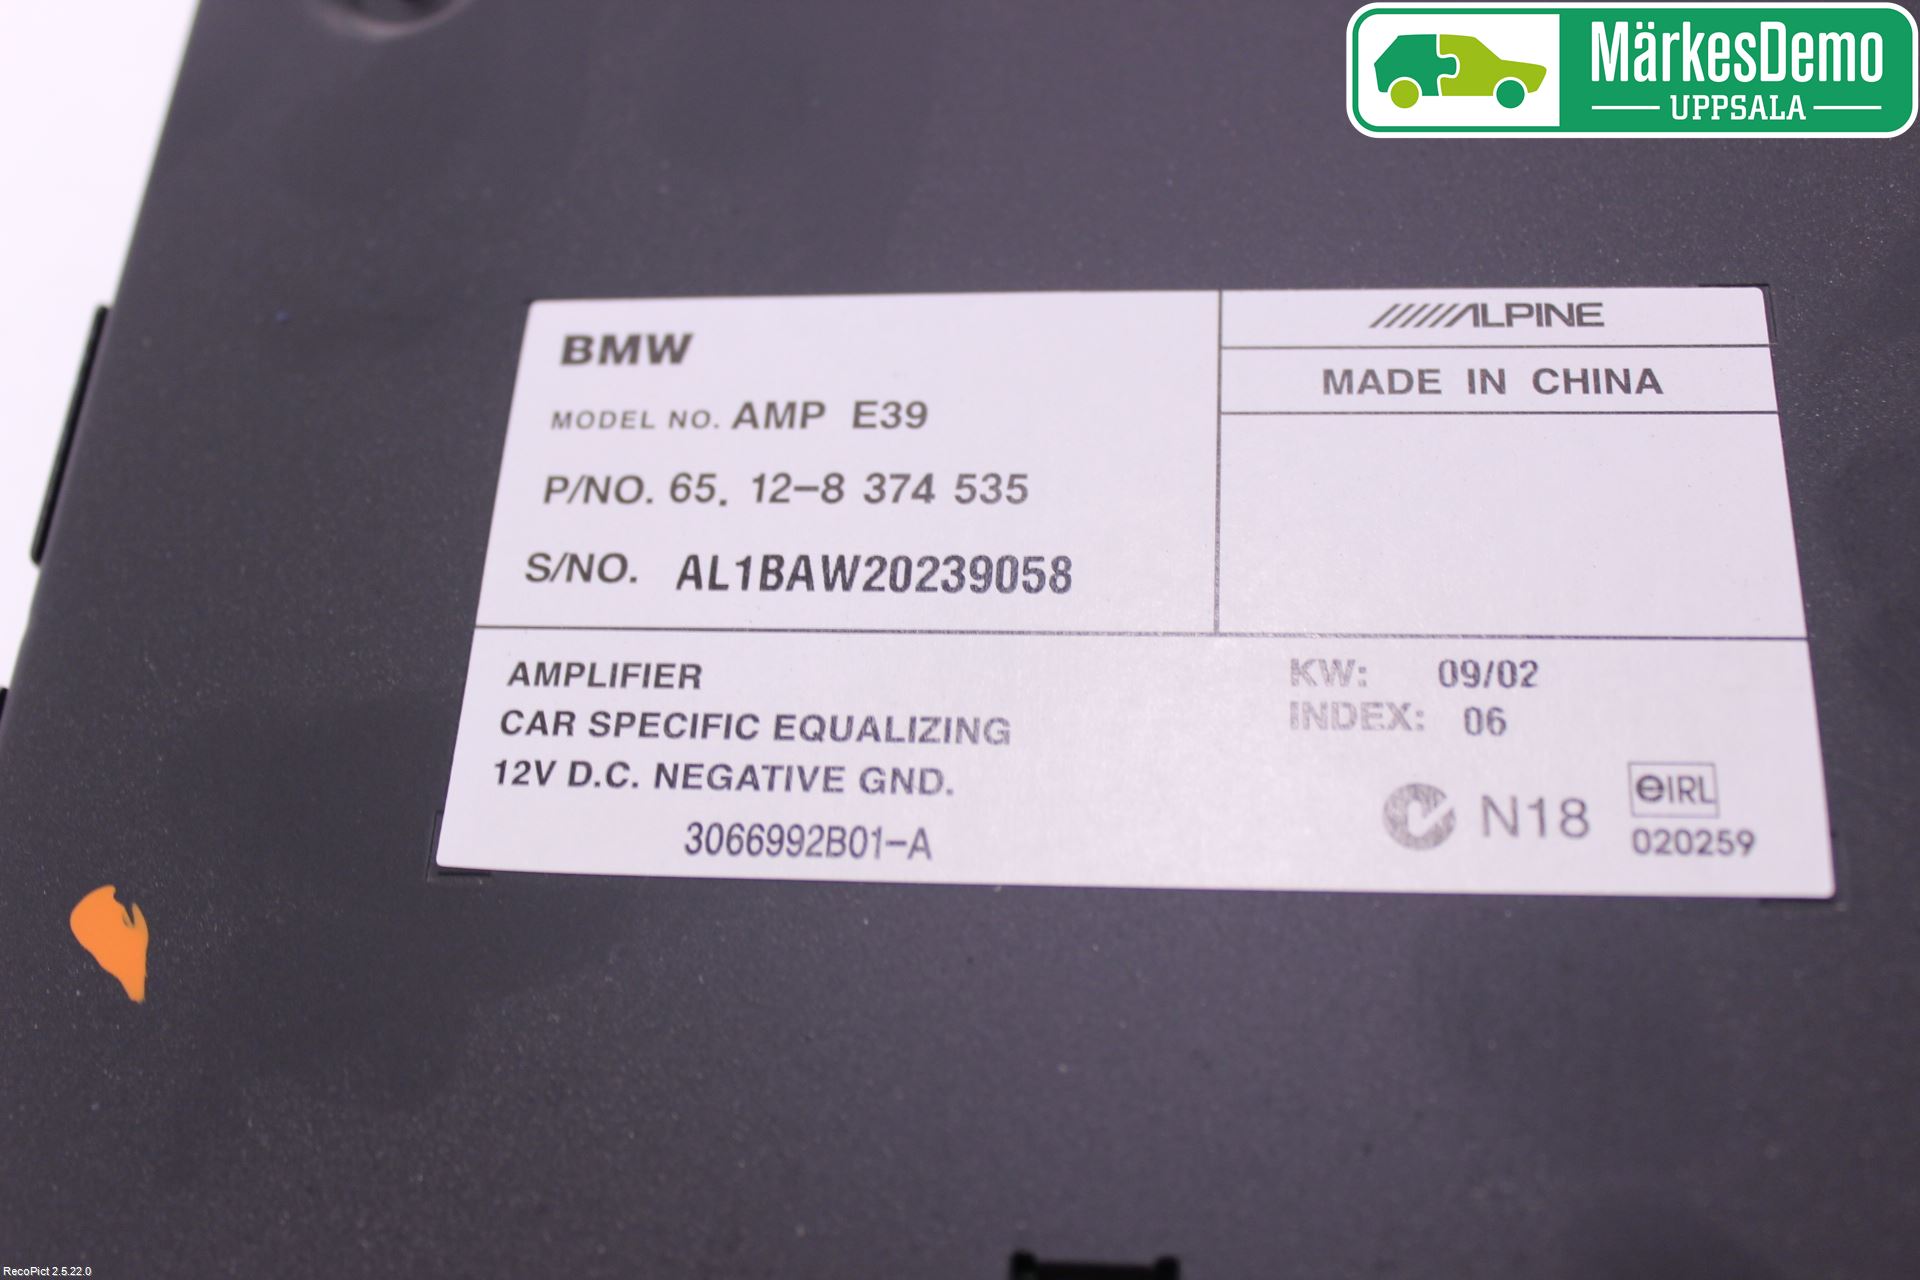 MärkesDemo
UPPSALA
BMW
MODEL NO. AMP E39
P/NO. 65. 12-8 374 535
S/NO. AL1BAW20239058
ALPINE
MADE IN CHINA
AMPLIFIER
CAR SPECIFIC EQUALIZING
12V D.C. NEGATIVE GND.
3066992B01-A
KW: 09/02
INDEX: 06
N18
eIRL
020259
RecoPict 2.5.22.0